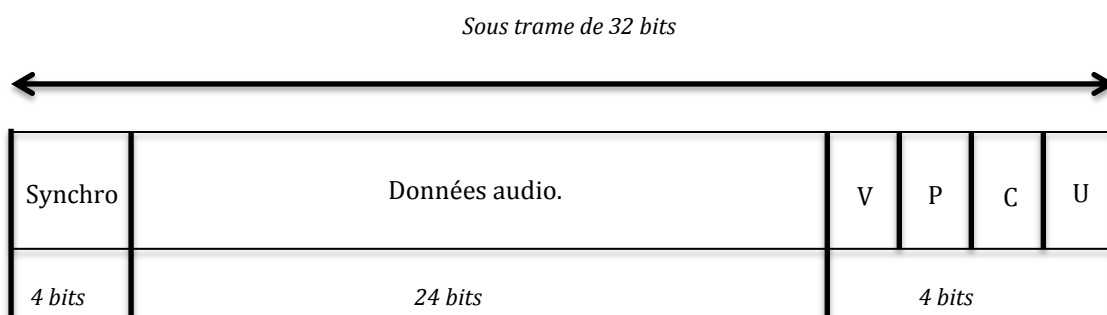 Sous trame de 32 bits
Synchro Données audio. V P C U
4 bits 24 bits 4 bits